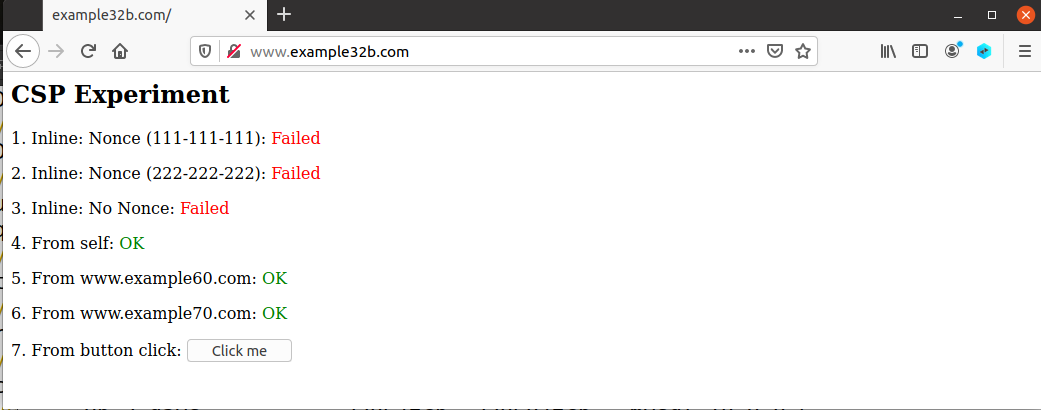 example32b.com/
www.example32b.com
CSP Experiment
1. Inline: Nonce (111-111-111): Failed
2. Inline: Nonce (222-222-222): Failed
3. Inline: No Nonce: Failed
4. From self: OK
5. From www.example60.com: OK
6. From www.example70.com: OK
7. From button click: Click me